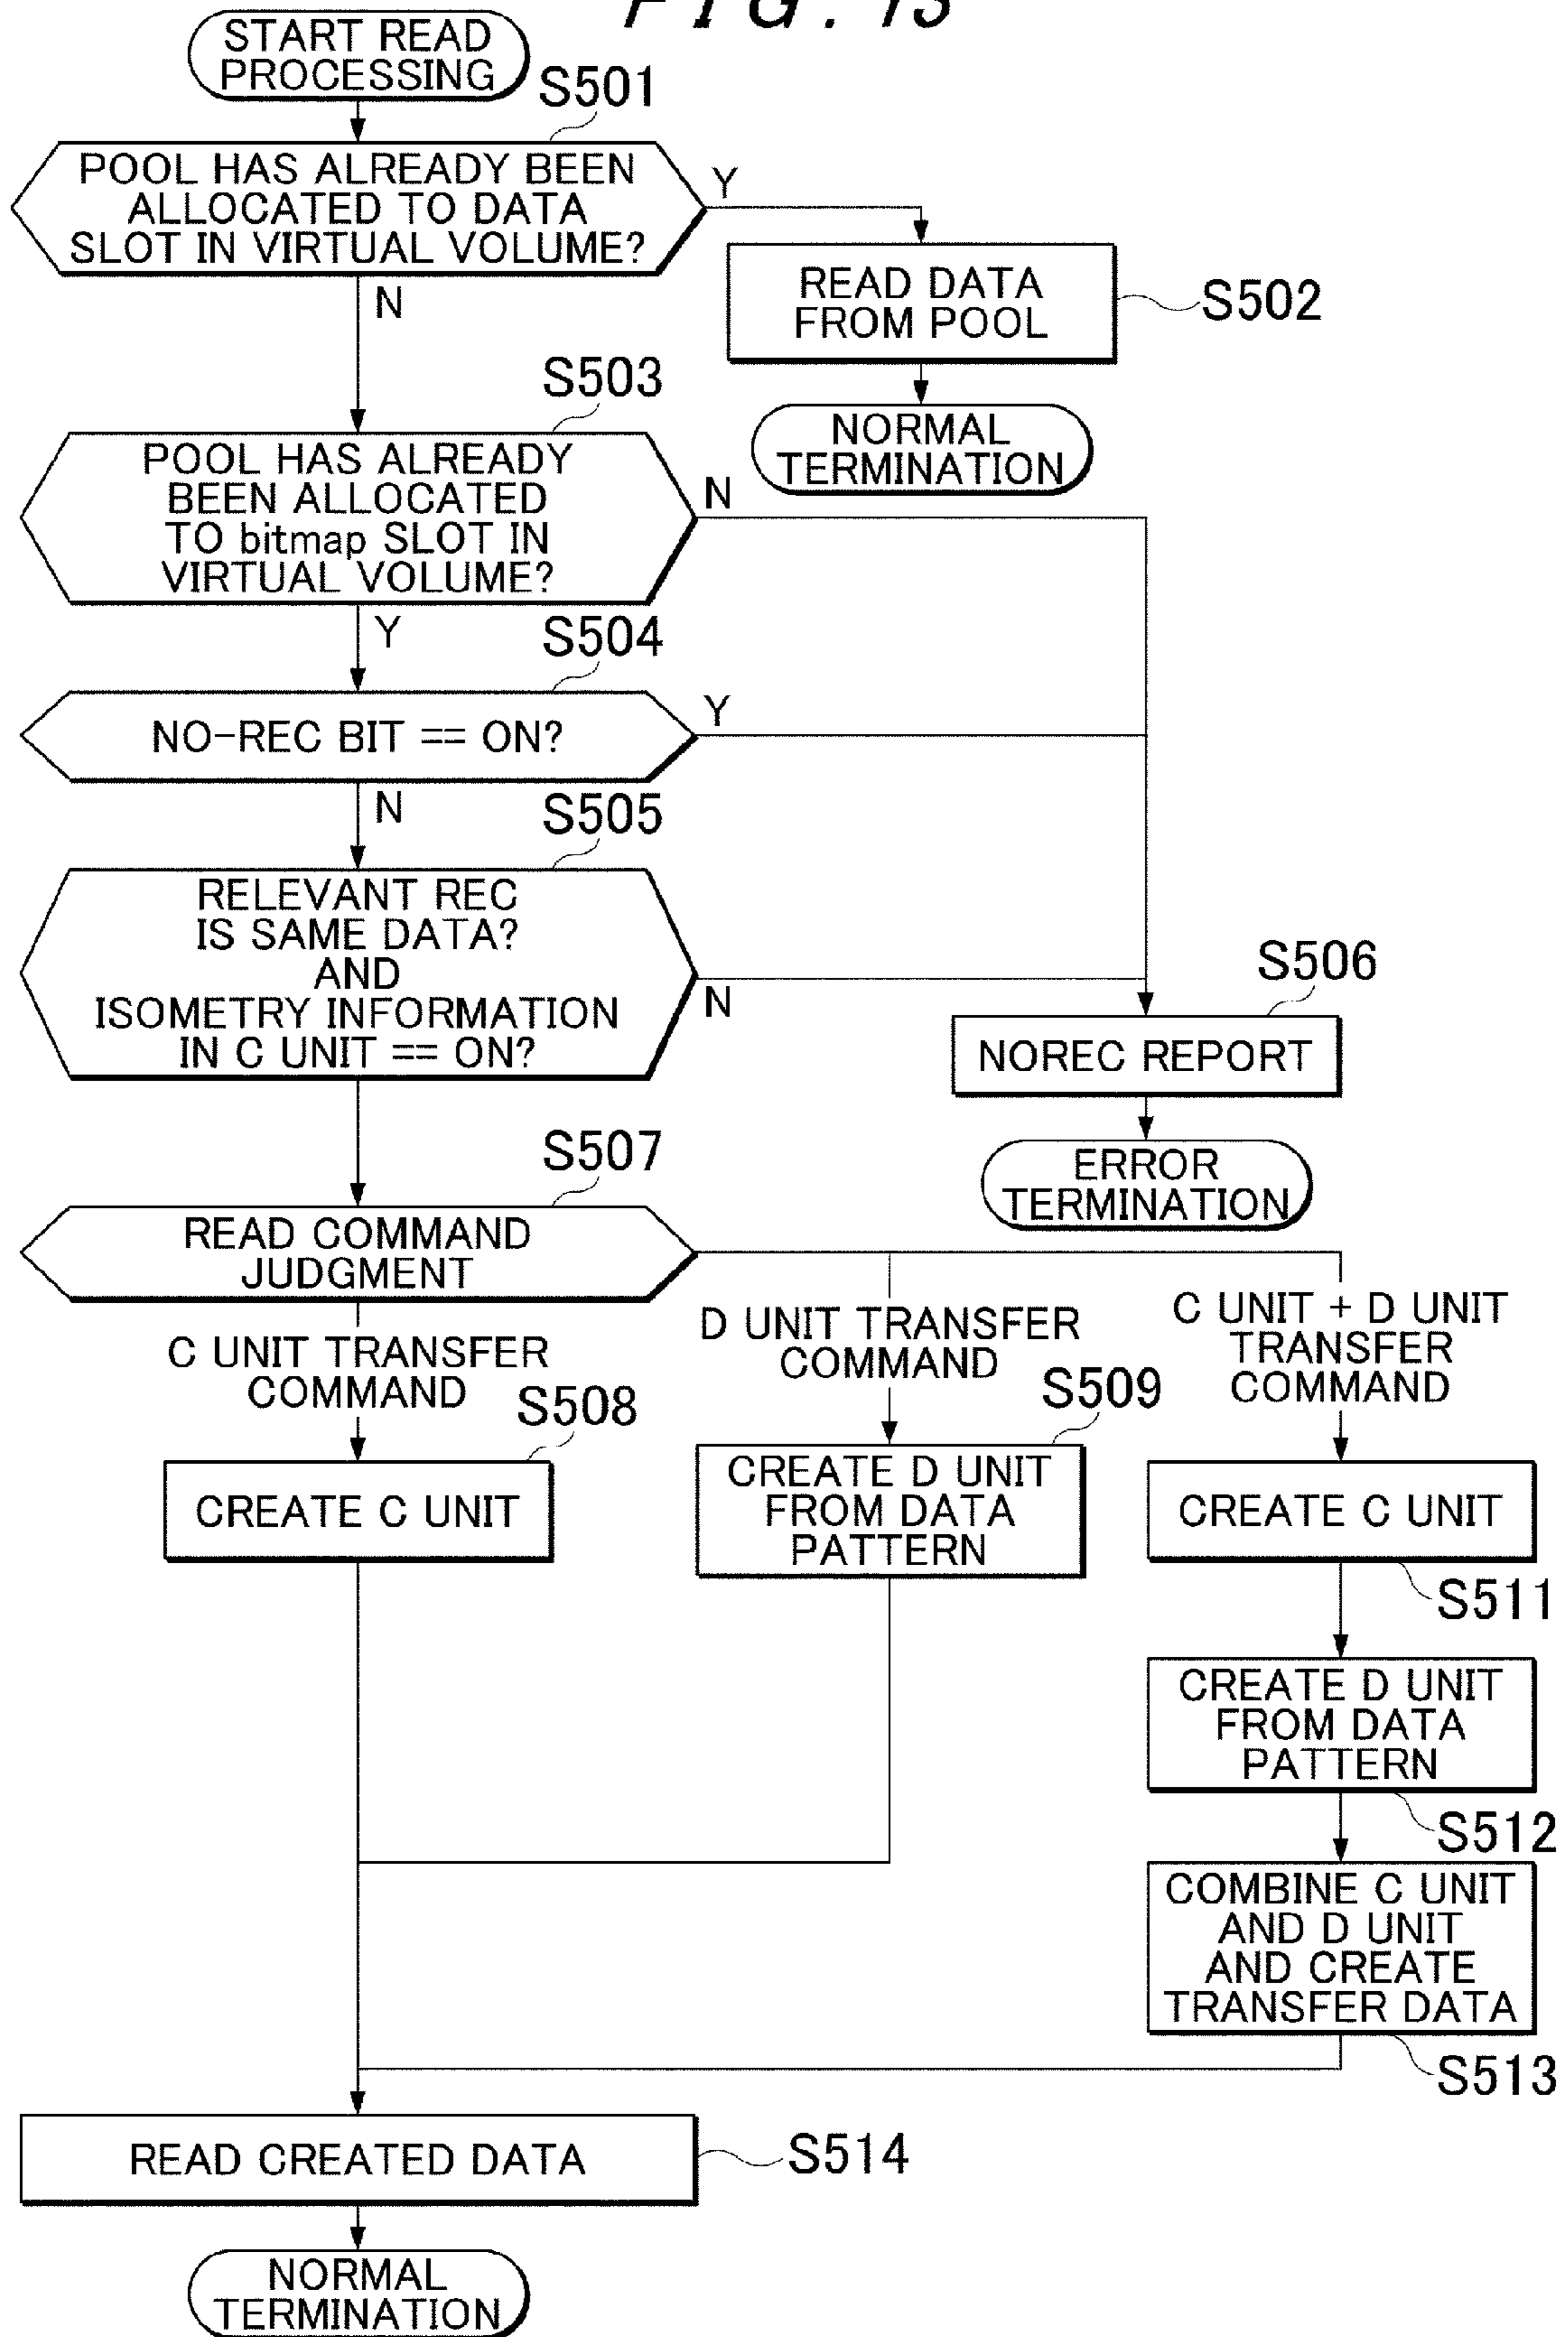 FIG.
START READ
PROCESSING
S501
POOL HAS ALREADY BEEN
ALLOCATED TO DATA
SLOT IN VIRTUAL VOLUME?
Y
N
READ DATA
FROM POOL
S502
NORMAL
TERMINATION
S503
POOL HAS ALREADY
BEEN ALLOCATED
TO bitmap SLOT IN
VIRTUAL VOLUME?
N
Y
S504
NO-REC BIT == ON?
Y
N
S505
RELEVANT REC
IS SAME DATA?
AND
ISOMETRY INFORMATION
IN C UNIT == ON?
N
S506
NOREC REPORT
ERROR
TERMINATION
S507
READ COMMAND
JUDGMENT
C UNIT TRANSFER
COMMAND
D UNIT TRANSFER
COMMAND
C UNIT + D UNIT
TRANSFER
COMMAND
S508
CREATE C UNIT
S509
CREATE D UNIT
FROM DATA
PATTERN
CREATE C UNIT
S511
CREATE D UNIT
FROM DATA
PATTERN
S512
COMBINE C UNIT
AND D UNIT
AND CREATE
TRANSFER DATA
S513
READ CREATED DATA
S514
NORMAL
TERMINATION